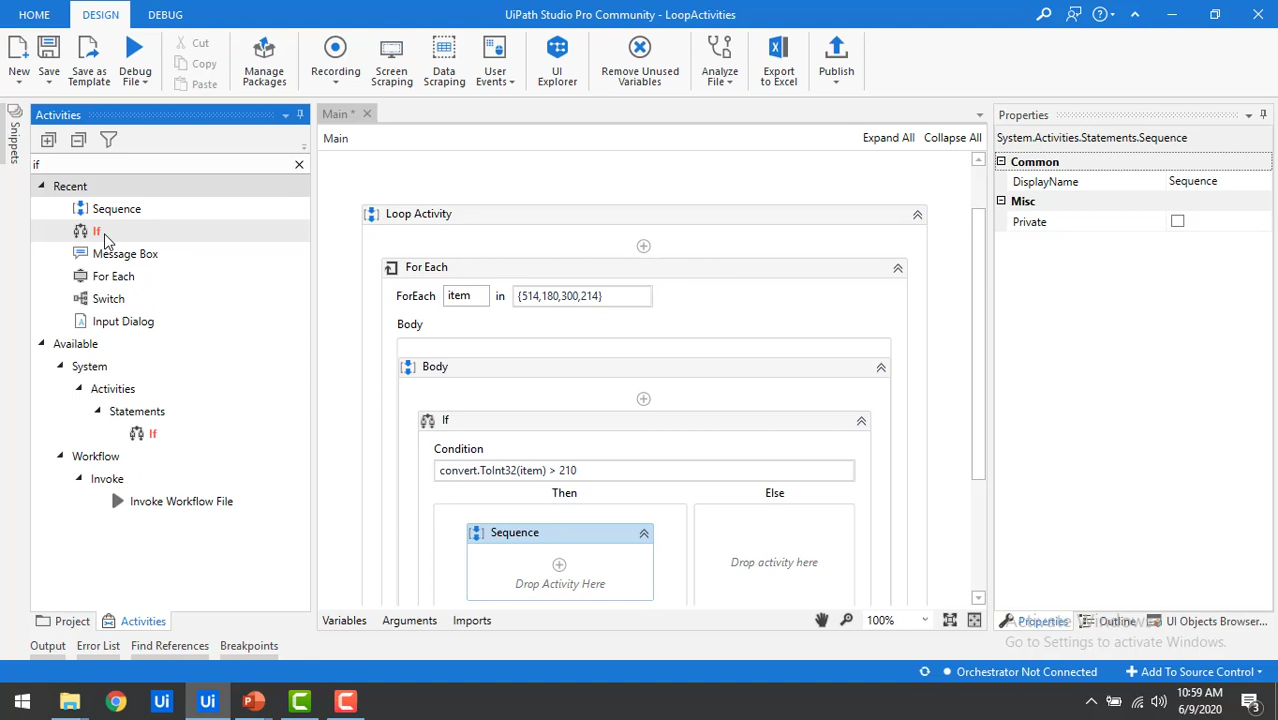 HOME
DESIGN
DEBUG
UiPath Studio Pro Community - LoopActivities
New
Save
Save as Template
Debug File
Cut
Copy
Paste
Manage Packages
Recording
Screen Scraping
Data Scraping
User Events
UI Explorer
Remove Unused Variables
Analyze File
Export to Excel
Publish
Snippets
Activities
if
Recent
Sequence
If
Message Box
For Each
Switch
Input Dialog
Available
System
Activities
Statements
If
Workflow
Invoke
Invoke Workflow File
Project
Activities
Main *
Main
Expand All
Collapse All
Loop Activity
For Each
ForEach item in {514,180,300,214}
Body
Body
If
Condition
convert.ToInt32(item) > 210
Then
Else
Sequence
Drop Activity Here
Drop activity here
Variables
Arguments
Imports
100%
Properties
System.Activities.Statements.Sequence
Common
DisplayName
Sequence
Misc
Private
Activate Windows
Go to Settings to activate Windows.
Properties
Outline
UI Objects Browser...
Output
Error List
Find References
Breakpoints
Orchestrator Not Connected
Add To Source Control
Ui
Ui
10:59 AM
6/9/2020
3